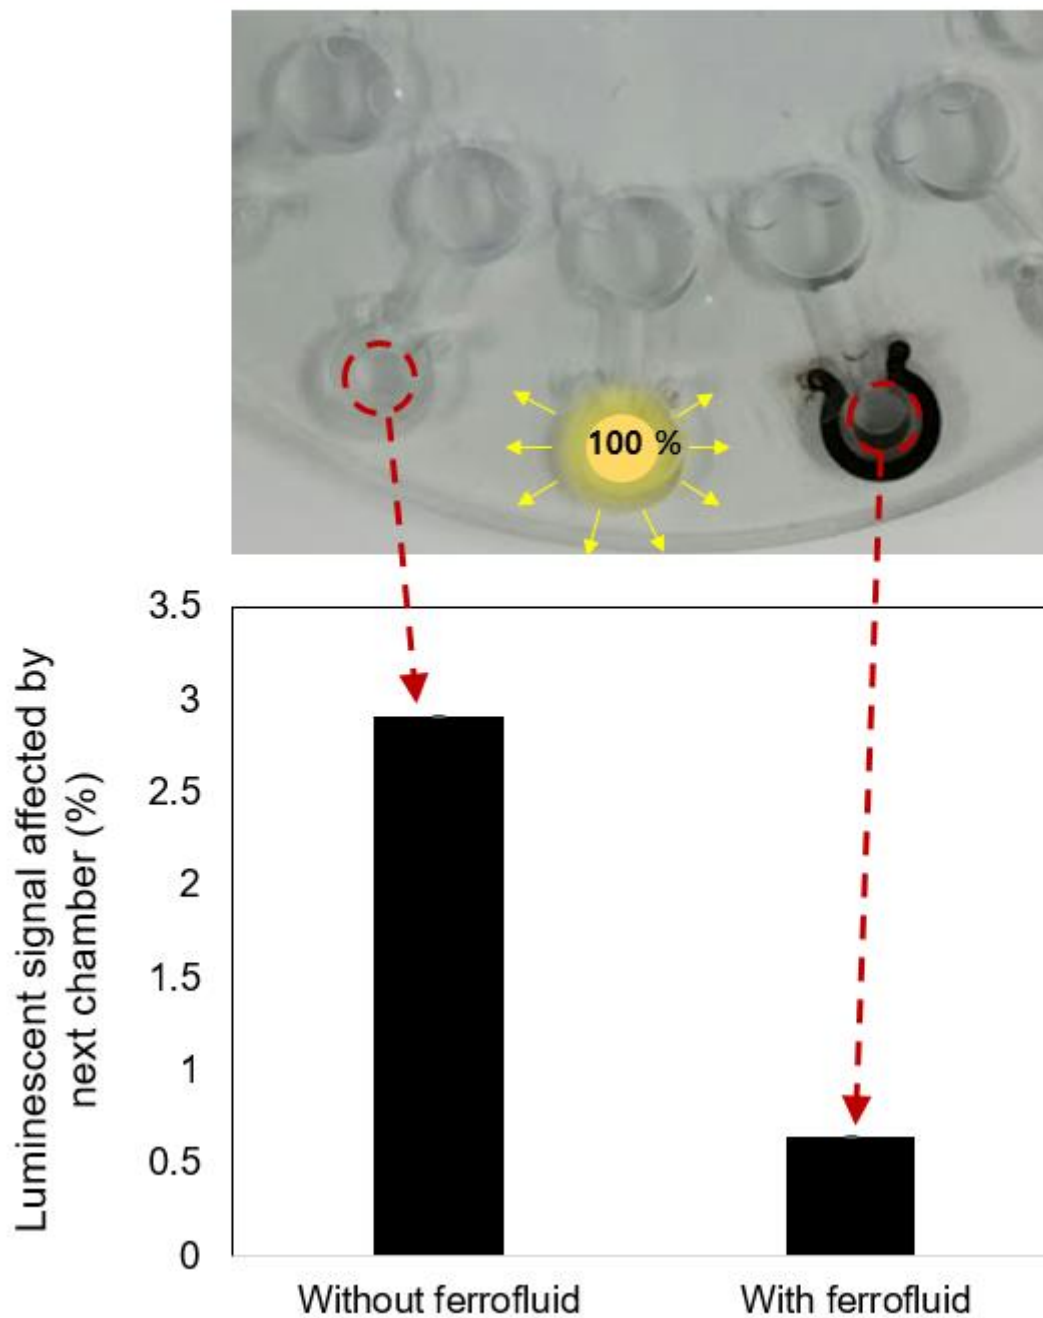 100 %
Luminescent signal affected by
next chamber (%)
3.5
3
2.5
2
1.5
1
0.5
0
Without ferrofluid
With ferrofluid